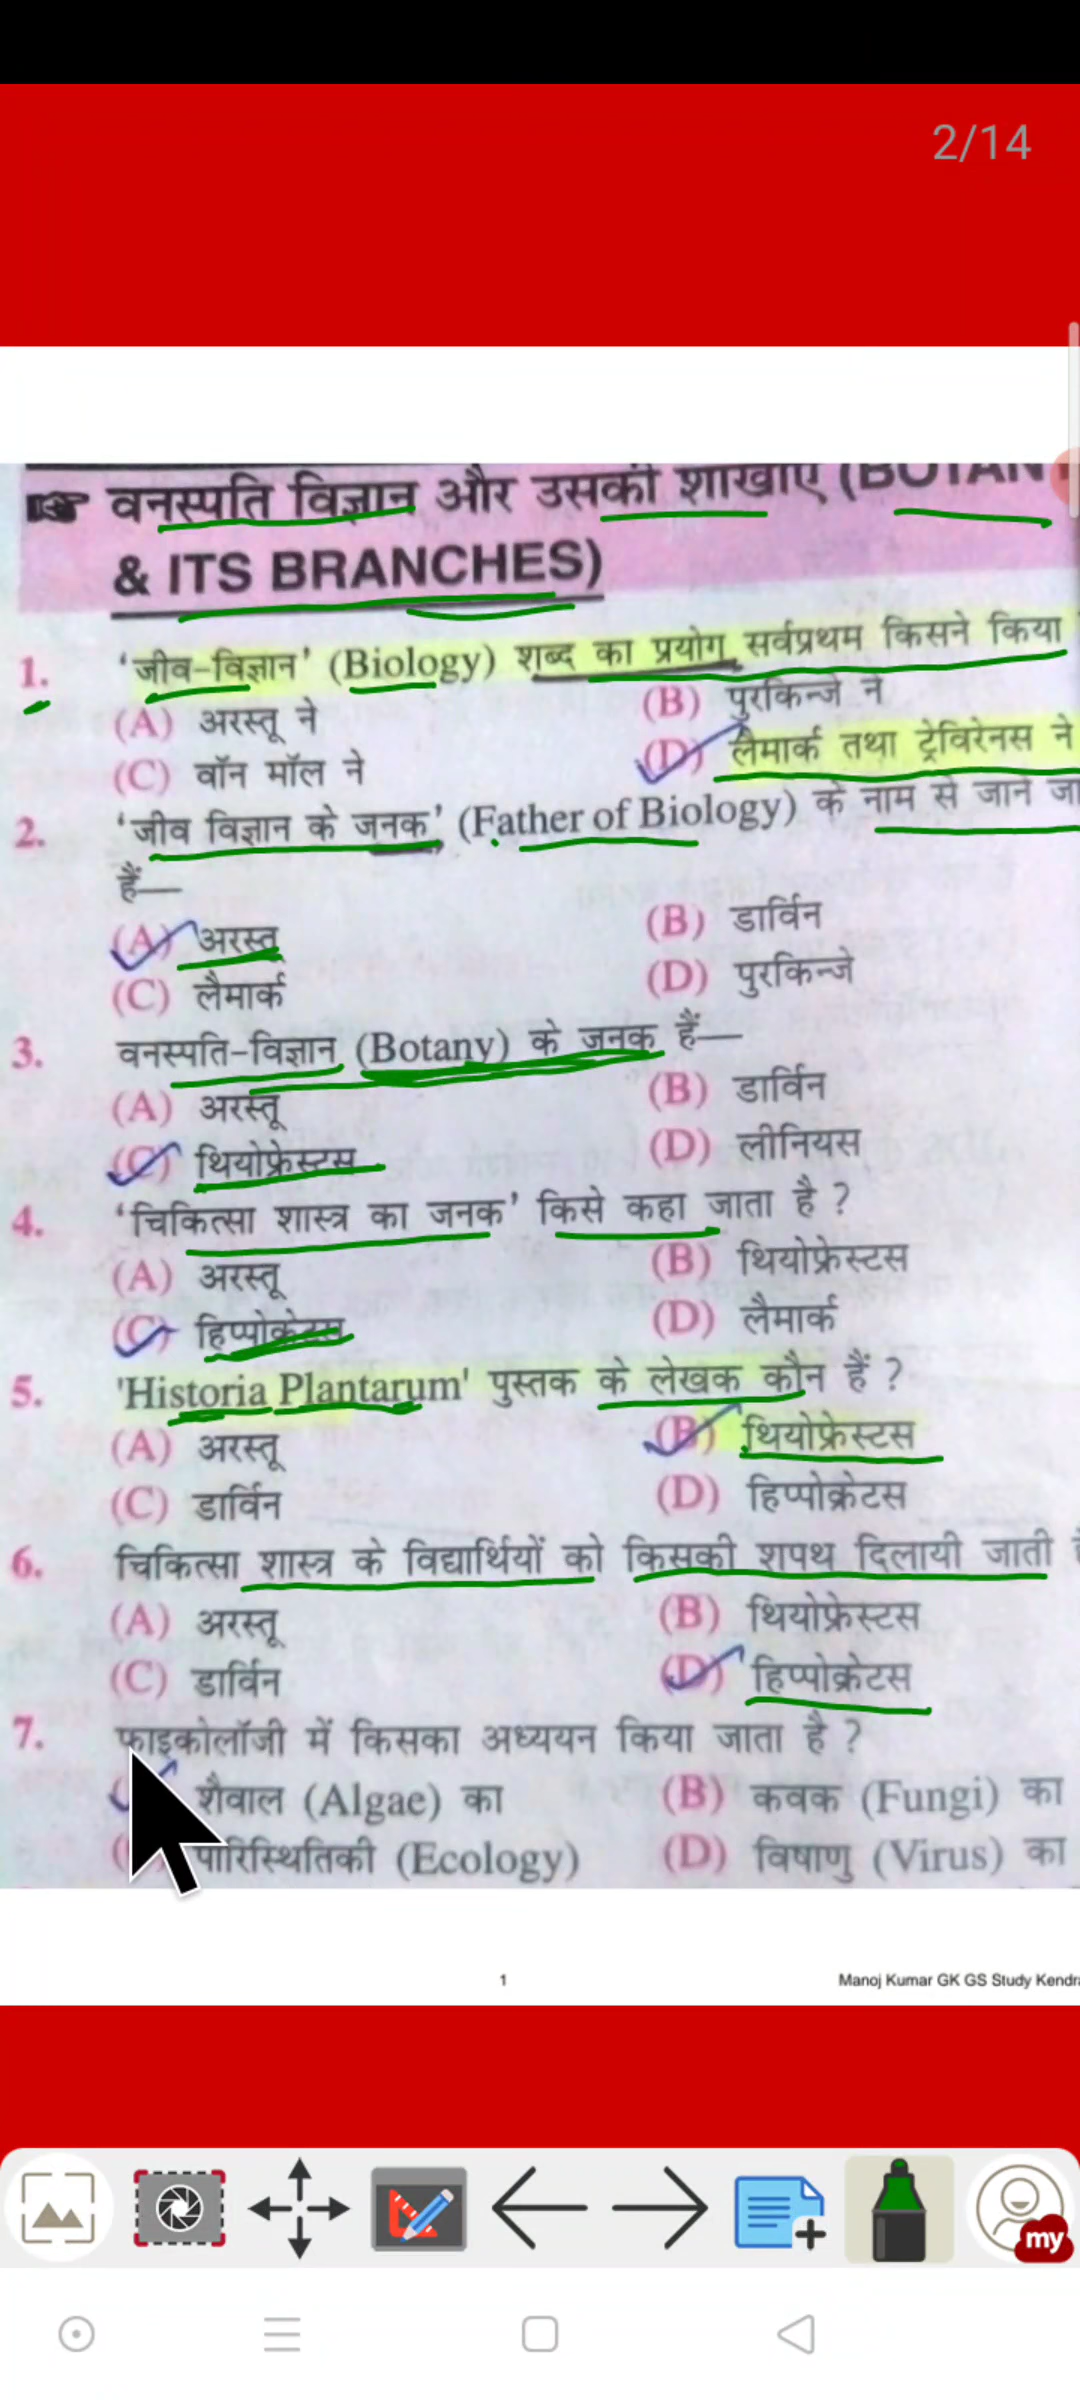 2/14
वनस्पति विज्ञान और उसकी शाखाएँ (BOTAN
& ITS BRANCHES)
1. 'जीव-विज्ञान' (Biology) शब्द का प्रयोग सर्वप्रथम किसने किया
(A) अरस्तू ने (B) पुरकिन्जे ने
(C) वॉन मॉल ने (D) लैमार्क तथा ट्रेविरेनस ने
2. 'जीव विज्ञान के जनक' (Father of Biology) के नाम से जाने जा
हैं—
(A) अरस्तू (B) डार्विन
(C) लैमार्क (D) पुरकिन्जे
3. वनस्पति-विज्ञान (Botany) के जनक हैं—
(A) अरस्तू (B) डार्विन
(C) थियोफ्रेस्टस (D) लीनियस
4. 'चिकित्सा शास्त्र का जनक' किसे कहा जाता है ?
(A) अरस्तू (B) थियोफ्रेस्टस
(C) हिप्पोक्रेटस (D) लैमार्क
5. 'Historia Plantarum' पुस्तक के लेखक कौन हैं ?
(A) अरस्तू (B) थियोफ्रेस्टस
(C) डार्विन (D) हिप्पोक्रेटस
6. चिकित्सा शास्त्र के विद्यार्थियों को किसकी शपथ दिलायी जाती
(A) अरस्तू (B) थियोफ्रेस्टस
(C) डार्विन (D) हिप्पोक्रेटस
7. फाइकोलॉजी में किसका अध्ययन किया जाता है ?
शैवाल (Algae) का (B) कवक (Fungi) का
पारिस्थितिकी (Ecology) (D) विषाणु (Virus) का
1 Manoj Kumar GK GS Study Kendra
my